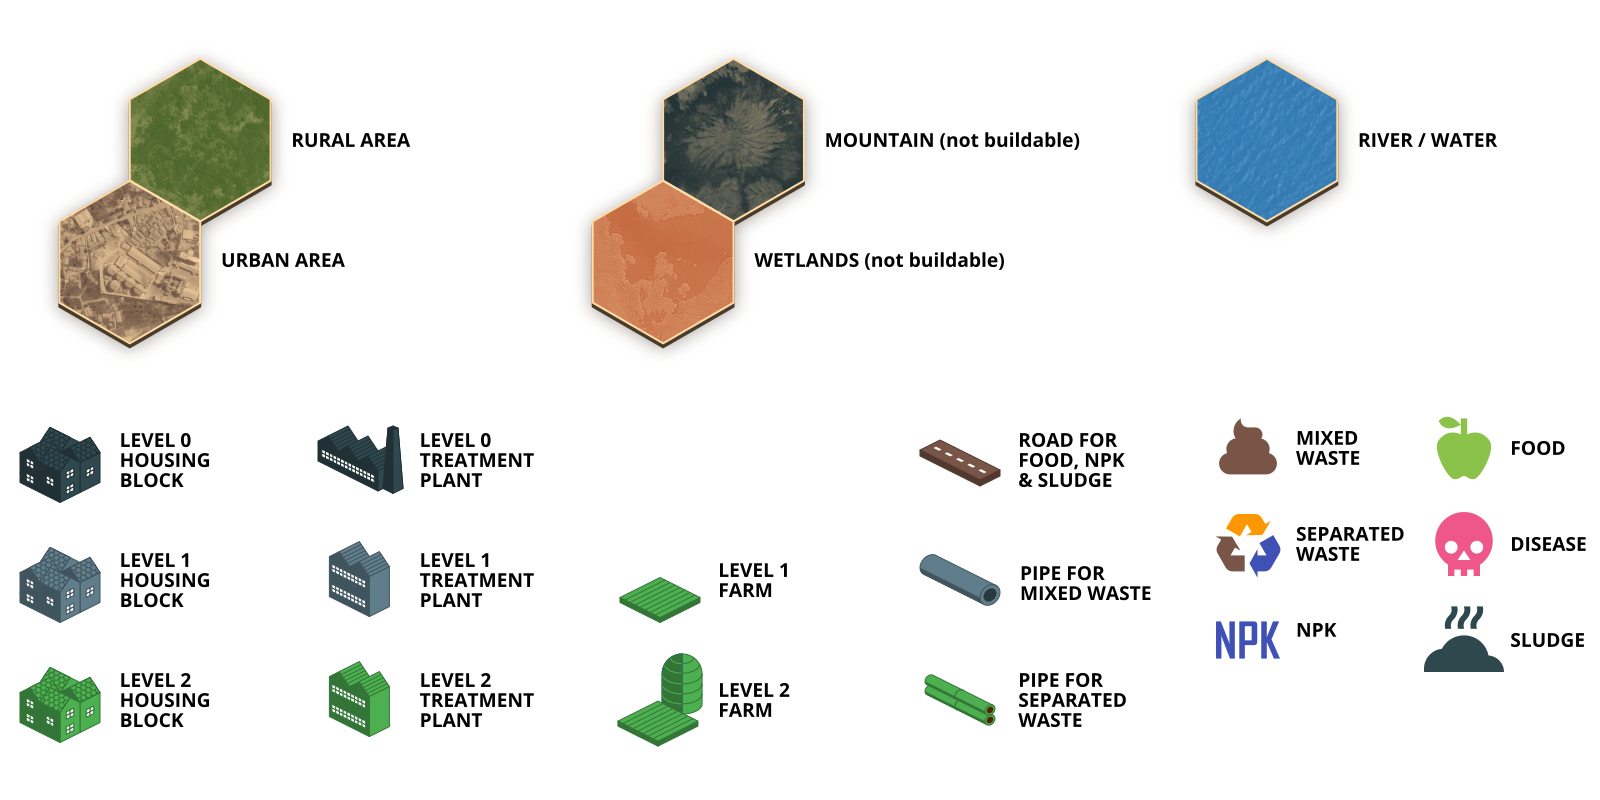 RURAL AREA
MOUNTAIN (not buildable)
RIVER / WATER
URBAN AREA
WETLANDS (not buildable)
LEVEL 0
HOUSING
BLOCK
LEVEL 0
TREATMENT
PLANT
ROAD FOR
FOOD, NPK
& SLUDGE
MIXED
WASTE
FOOD
LEVEL 1
HOUSING
BLOCK
LEVEL 1
TREATMENT
PLANT
LEVEL 1
FARM
PIPE FOR
MIXED WASTE
SEPARATED
WASTE
DISEASE
LEVEL 2
HOUSING
BLOCK
LEVEL 2
TREATMENT
PLANT
LEVEL 2
FARM
PIPE FOR
SEPARATED
WASTE
NPK
NPK
SLUDGE